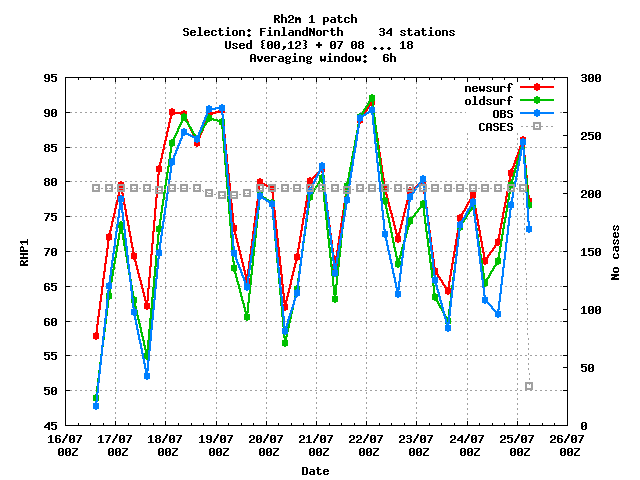 Rh2m 1 patch
Selection: FinlandNorth 34 stations
Used {00,12} + 07 08 ... 18
Averaging window: 6h
95 300
newsurf
oldsurf
OBS
CASES
90
85 250
80 200
75
70 150
65
60 100
55
50 50
45 0
RHP1
No cases
16/07 17/07 18/07 19/07 20/07 21/07 22/07 23/07 24/07 25/07 26/07
00Z 00Z 00Z 00Z 00Z 00Z 00Z 00Z 00Z 00Z 00Z
Date